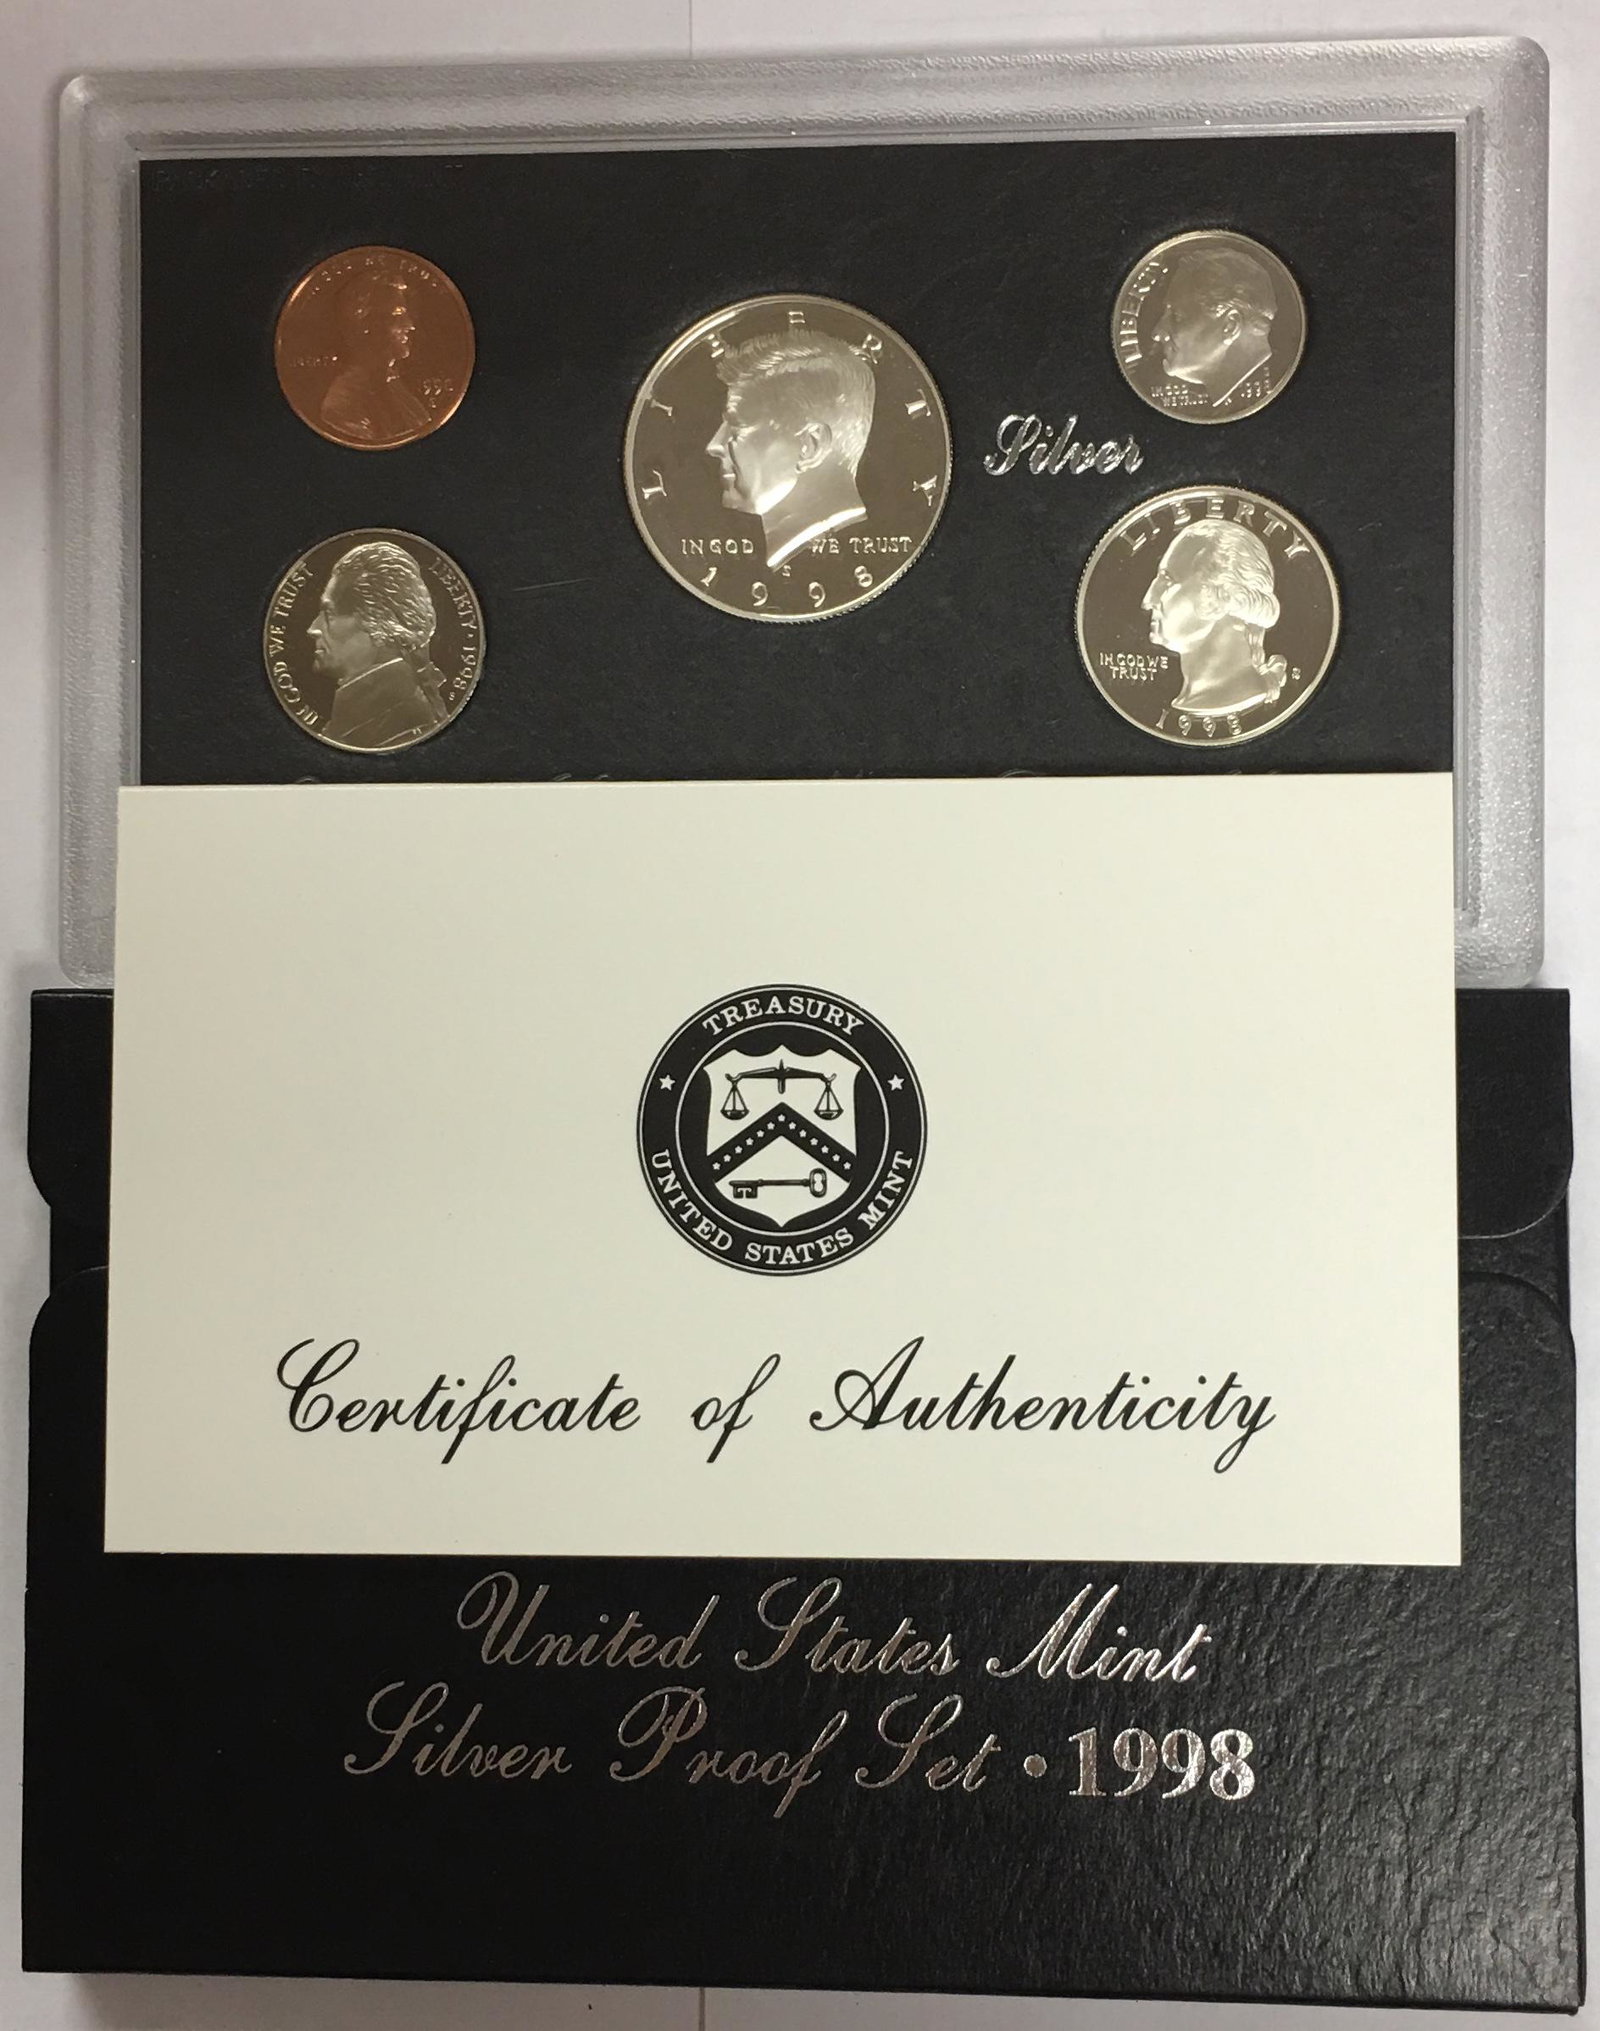 LIBERTY
IN GOD WE TRUST
1998
S
LIBERTY
IN GOD
WE TRUST
1998
Silver
IN GOD WE TRUST
LIBERTY · 1998
S
LIBERTY
IN GOD WE
TRUST
S
1998
TREASURY
UNITED STATES MINT
Certificate of Authenticity
United States Mint
Silver Proof Set · 1998